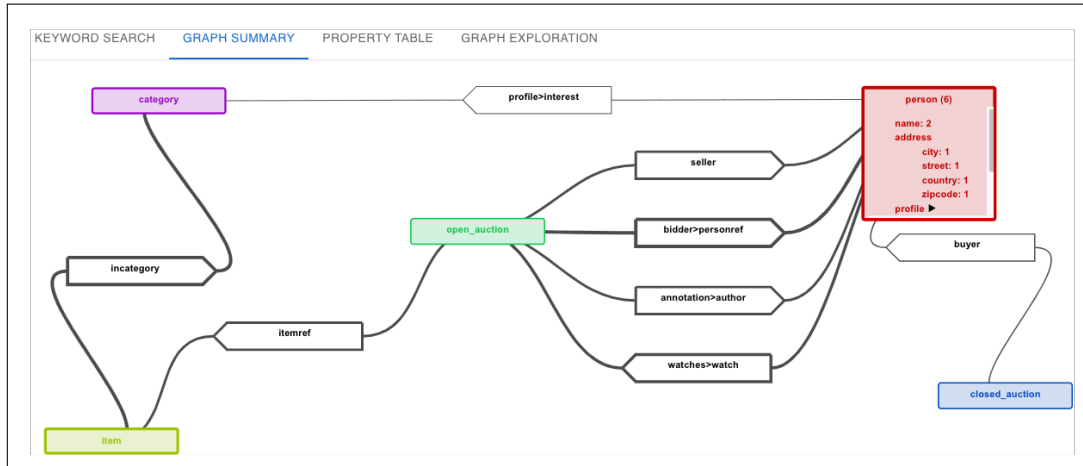 KEYWORD SEARCH GRAPH SUMMARY PROPERTY TABLE GRAPH EXPLORATION
category
profile>interest
person (6)
name: 2
address
city: 1
street: 1
country: 1
zipcode: 1
profile ▶
seller
open_auction
bidder>personref
buyer
incategory
annotation>author
itemref
watches>watch
closed_auction
item